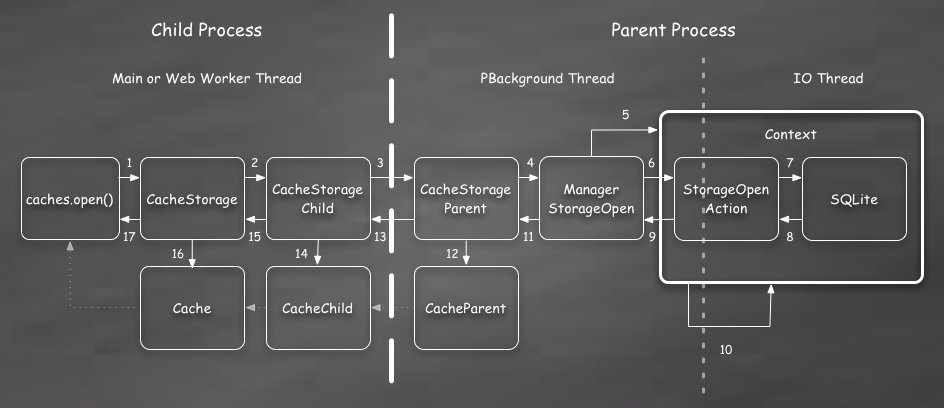 Child Process
Parent Process
Main or Web Worker Thread
PBackground Thread
IO Thread
5
Context
1
2
3
4
6
7
caches.open()
CacheStorage
CacheStorage
Child
CacheStorage
Parent
Manager
StorageOpen
StorageOpen
Action
SQLite
17
15
13
11
9
8
16
14
12
Cache
CacheChild
CacheParent
10